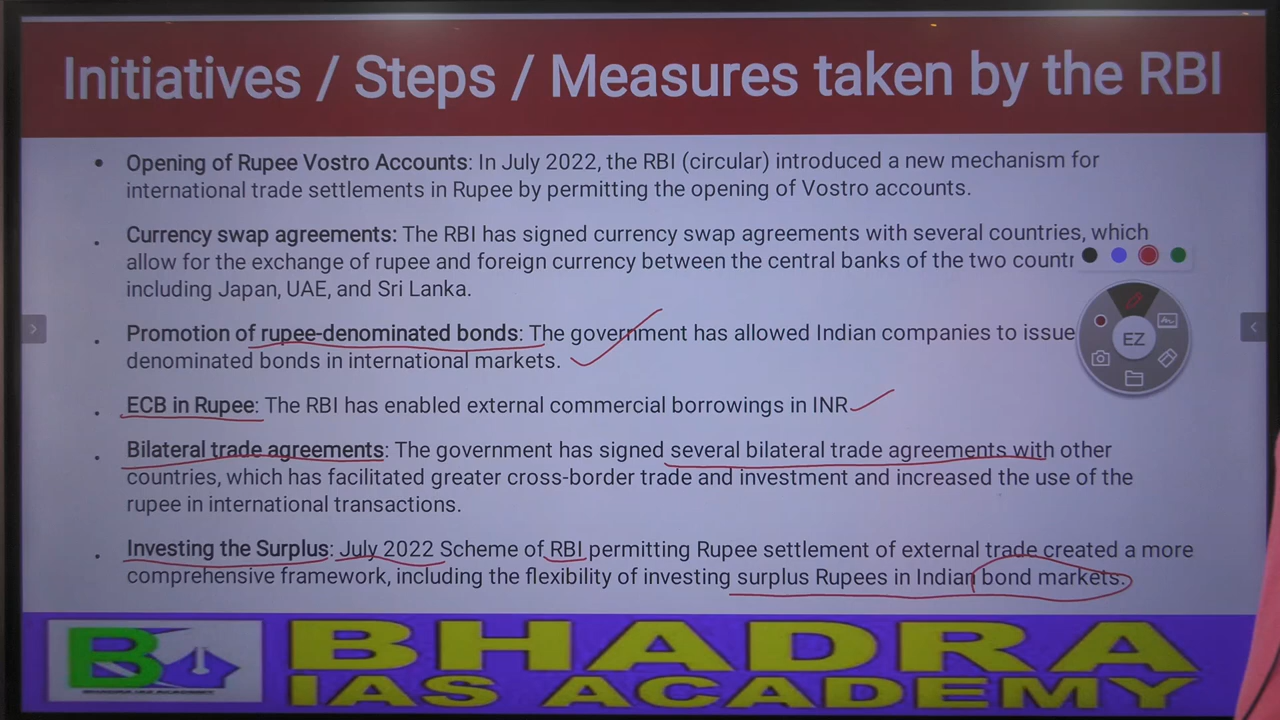 Initiatives / Steps / Measures taken by the RBI
• Opening of Rupee Vostro Accounts: In July 2022, the RBI (circular) introduced a new mechanism for
international trade settlements in Rupee by permitting the opening of Vostro accounts.
• Currency swap agreements: The RBI has signed currency swap agreements with several countries, which
allow for the exchange of rupee and foreign currency between the central banks of the two countr
including Japan, UAE, and Sri Lanka.
• Promotion of rupee-denominated bonds: The government has allowed Indian companies to issue
denominated bonds in international markets.
• ECB in Rupee: The RBI has enabled external commercial borrowings in INR
• Bilateral trade agreements: The government has signed several bilateral trade agreements with other
countries, which has facilitated greater cross-border trade and investment and increased the use of the
rupee in international transactions.
• Investing the Surplus: July 2022 Scheme of RBI permitting Rupee settlement of external trade created a more
comprehensive framework, including the flexibility of investing surplus Rupees in Indian bond markets.
EZ
B
BHADRA IAS ACADEMY
BHADRA
IAS ACADEMY